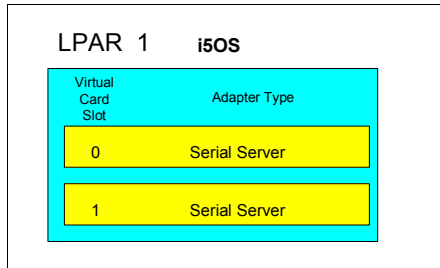 LPAR 1 i5OS
Virtual
Card
Slot
Adapter Type
0 Serial Server
1 Serial Server